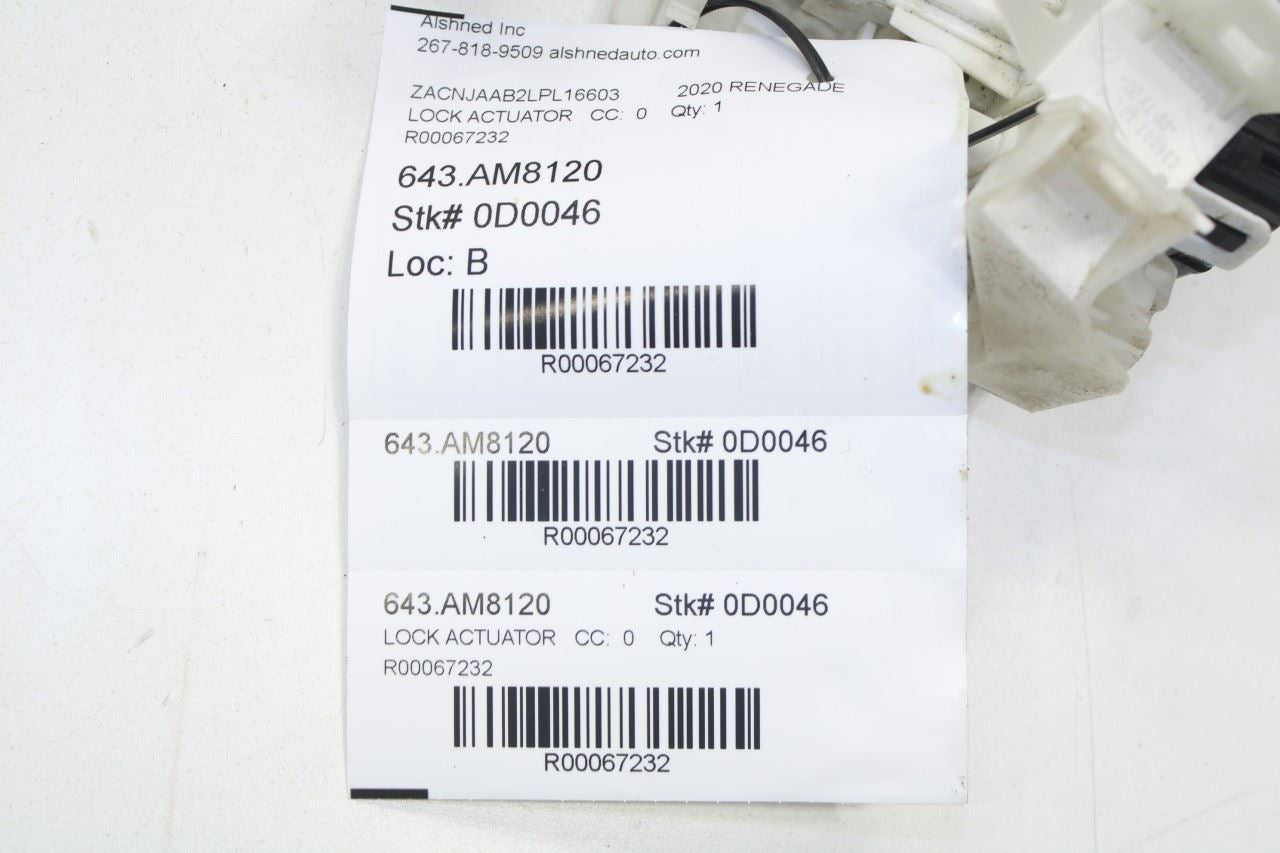 Alshned Inc
267-818-9509 alshnedauto.com
ZACNJAAB2LPL16603 2020 RENEGADE
LOCK ACTUATOR CC: 0 Qty: 1
R00067232
643.AM8120
Stk# 0D0046
Loc: B
R00067232
643.AM8120 Stk# 0D0046
R00067232
643.AM8120 Stk# 0D0046
LOCK ACTUATOR CC: 0 Qty: 1
R00067232
R00067232